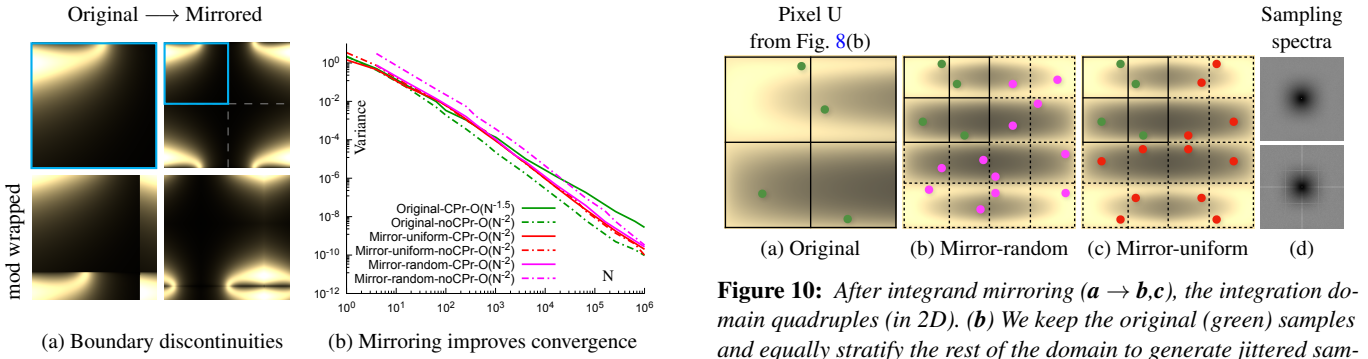 Original → Mirrored
mod wrapped
(a) Boundary discontinuities
10^0
10^-2
10^-4
10^-6
10^-8
10^-10
10^-12
Variance
Original-CPr-O(N^-1.5)
Original-noCPr-O(N^-2)
Mirror-uniform-CPr-O(N^-2)
Mirror-uniform-noCPr-O(N^-2)
Mirror-random-CPr-O(N^-2)
Mirror-random-noCPr-O(N^-2)
N
10^0 10^1 10^2 10^3 10^4 10^5 10^6
(b) Mirroring improves convergence
Pixel U
from Fig. 8(b)
Sampling
spectra
(a) Original
(b) Mirror-random
(c) Mirror-uniform
(d)
Figure 10: After integrand mirroring (a → b,c), the integration do-
main quadruples (in 2D). (b) We keep the original (green) samples
and equally stratify the rest of the domain to generate jittered sam-